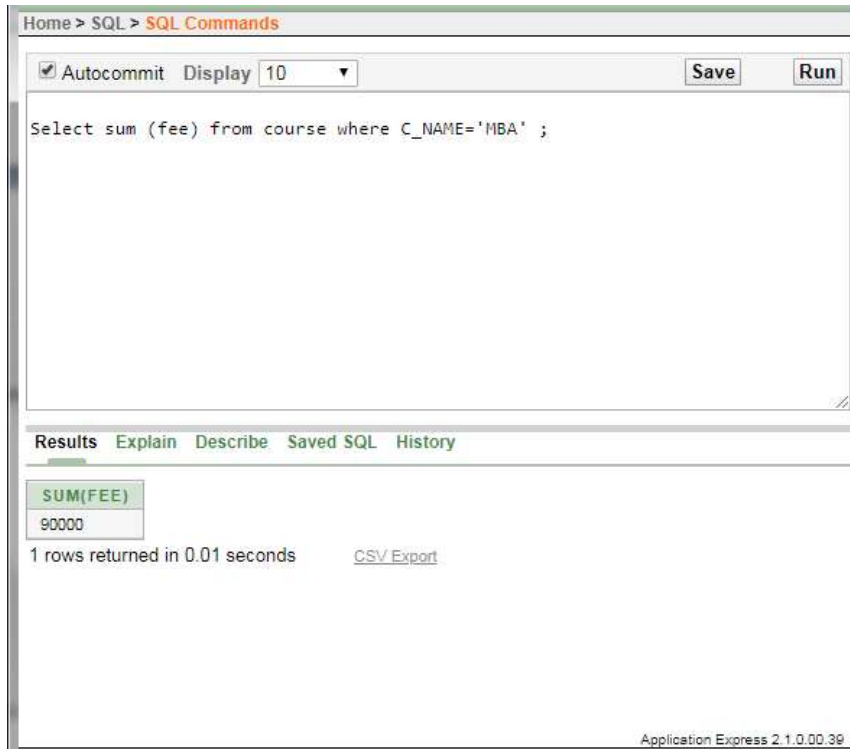 Home > SQL > SQL Commands
Autocommit Display 10 Save Run
Select sum (fee) from course where C_NAME='MBA' ;
Results Explain Describe Saved SQL History
SUM(FEE)
90000
1 rows returned in 0.01 seconds CSV Export
Application Express 2.1.0.00.39